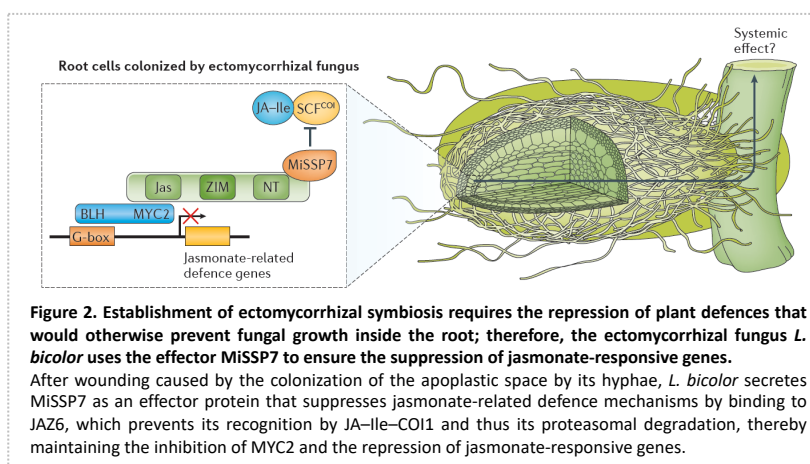 Systemic
effect?
Root cells colonized by ectomycorrhizal fungus
JA–Ile SCF^COI
MiSSP7
Jas ZIM NT
BLH MYC2
G-box
Jasmonate-related
defence genes
Figure 2. Establishment of ectomycorrhizal symbiosis requires the repression of plant defences that
would otherwise prevent fungal growth inside the root; therefore, the ectomycorrhizal fungus L.
bicolor uses the effector MiSSP7 to ensure the suppression of jasmonate-responsive genes.
After wounding caused by the colonization of the apoplastic space by its hyphae, L. bicolor secretes
MiSSP7 as an effector protein that suppresses jasmonate-related defence mechanisms by binding to
JAZ6, which prevents its recognition by JA–Ile–COI1 and thus its proteasomal degradation, thereby
maintaining the inhibition of MYC2 and the repression of jasmonate-responsive genes.